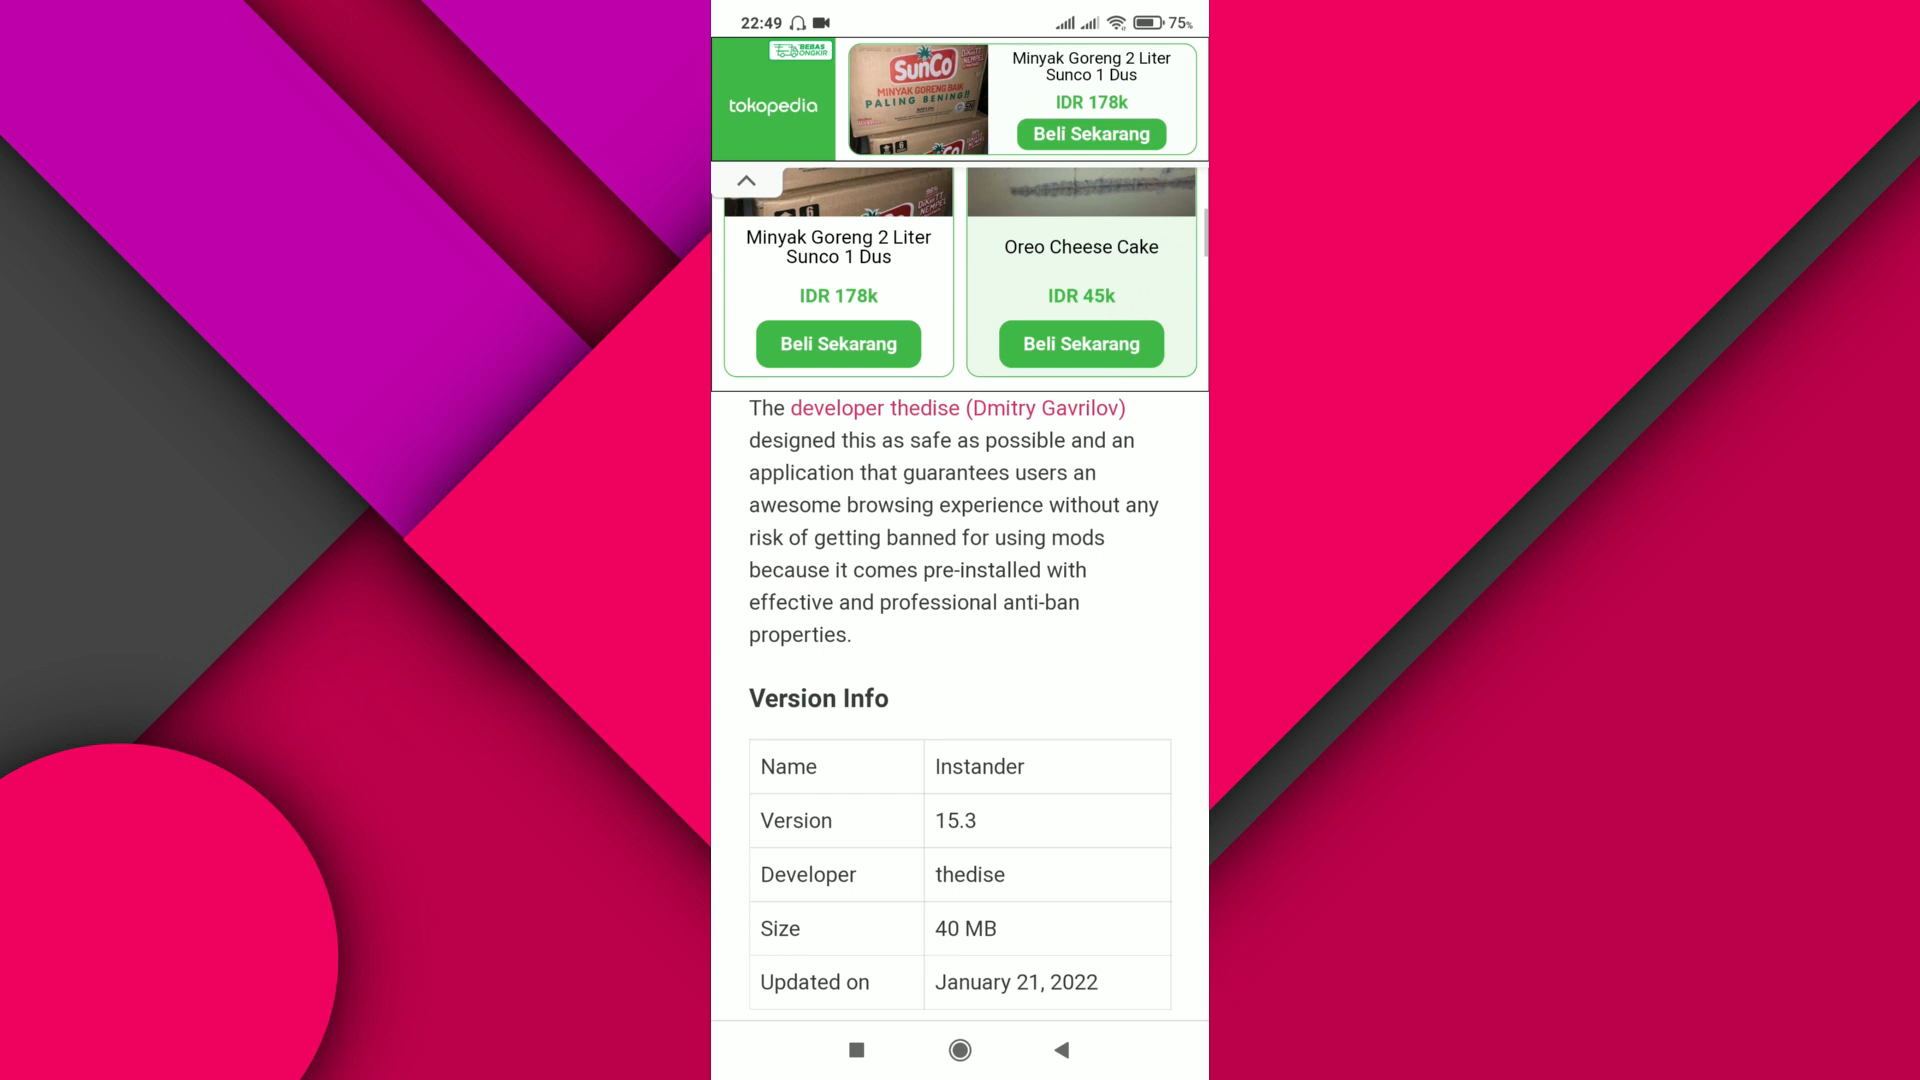 22:49
75%
BEBAS
ONGKIR
tokopedia
SunCo
MINYAK GORENG BAIK
PALING BENING!!
Minyak Goreng 2 Liter
Sunco 1 Dus
IDR 178k
Beli Sekarang
6
DiKiT
NEMPEL
Minyak Goreng 2 Liter
Sunco 1 Dus
IDR 178k
Beli Sekarang
Oreo Cheese Cake
IDR 45k
Beli Sekarang
The developer thedise (Dmitry Gavrilov)
designed this as safe as possible and an
application that guarantees users an
awesome browsing experience without any
risk of getting banned for using mods
because it comes pre-installed with
effective and professional anti-ban
properties.
Version Info
Name Instander
Version 15.3
Developer thedise
Size 40 MB
Updated on January 21, 2022